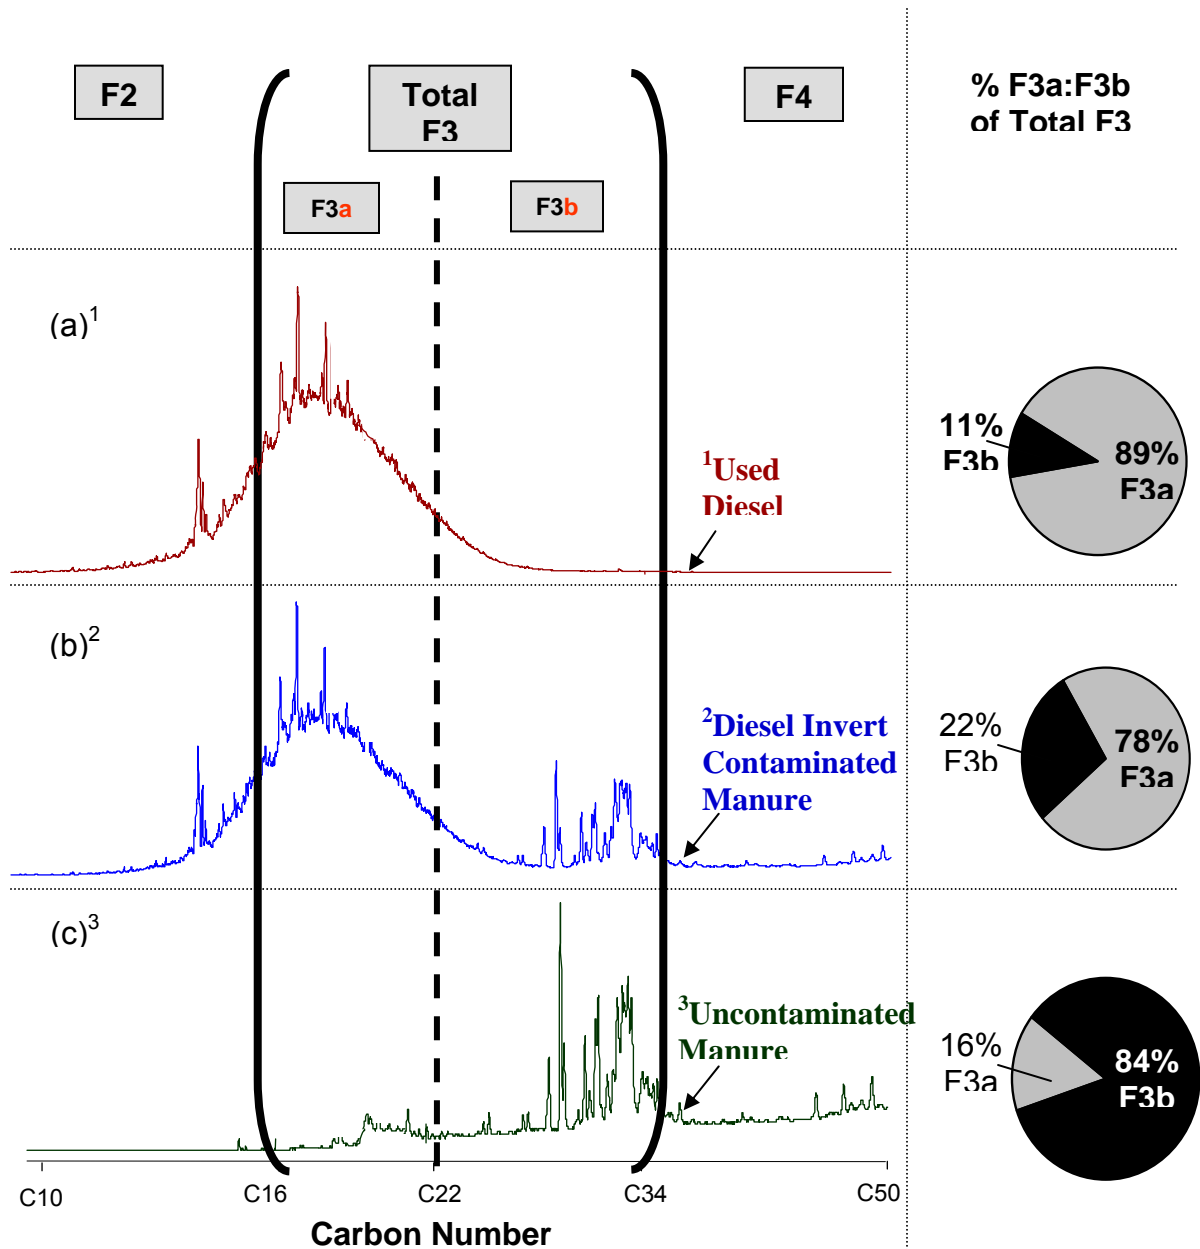 F2
Total
F3
F4
% F3a:F3b
of Total F3
F3a
F3b
(a)1
1Used
Diesel
11%
F3b
89%
F3a
(b)2
2Diesel Invert
Contaminated
Manure
22%
F3b
78%
F3a
(c)3
3Uncontaminated
Manure
16%
F3a
84%
F3b
C10
C16
C22
C34
C50
Carbon Number